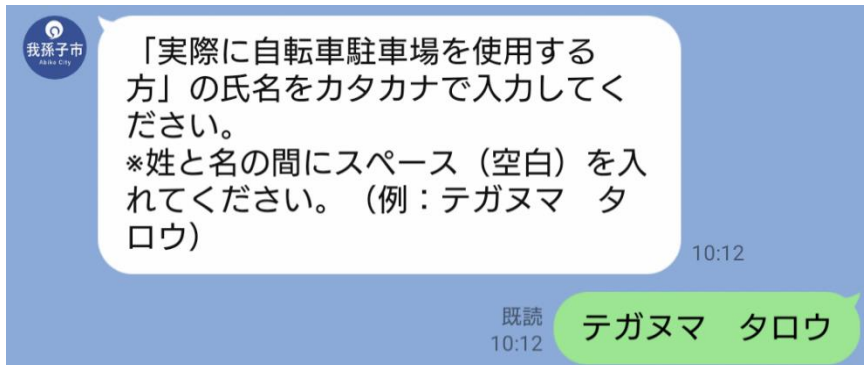 我孫子市
Abiko City
「実際に自転車駐車場を使用する
方」の氏名をカタカナで入力してく
ださい。
※姓と名の間にスペース（空白）を入
れてください。（例：テガヌマ　タ
ロウ）
10:12
既読
10:12
テガヌマ　タロウ